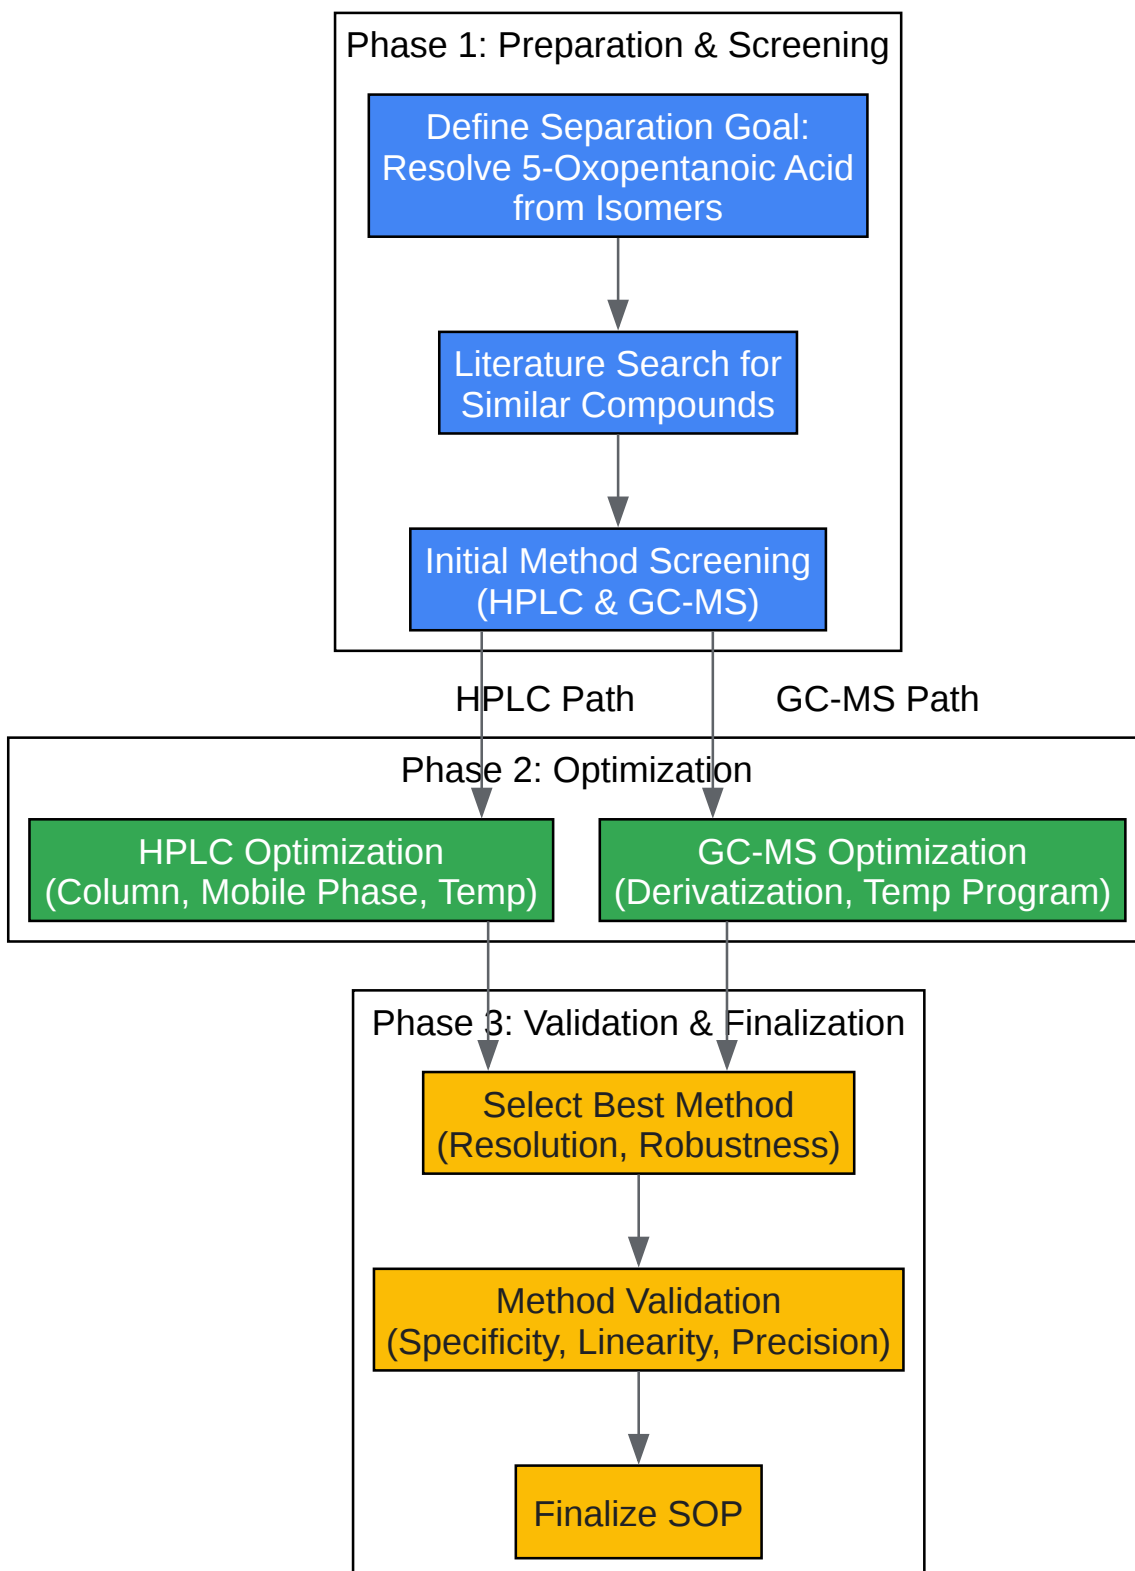 Phase 1: Preparation & Screening
Define Separation Goal:
Resolve 5-Oxopentanoic Acid
from Isomers
Literature Search for
Similar Compounds
Initial Method Screening
(HPLC & GC-MS)
HPLC Path
GC-MS Path
Phase 2: Optimization
HPLC Optimization
(Column, Mobile Phase, Temp)
GC-MS Optimization
(Derivatization, Temp Program)
Phase 3: Validation & Finalization
Select Best Method
(Resolution, Robustness)
Method Validation
(Specificity, Linearity, Precision)
Finalize SOP